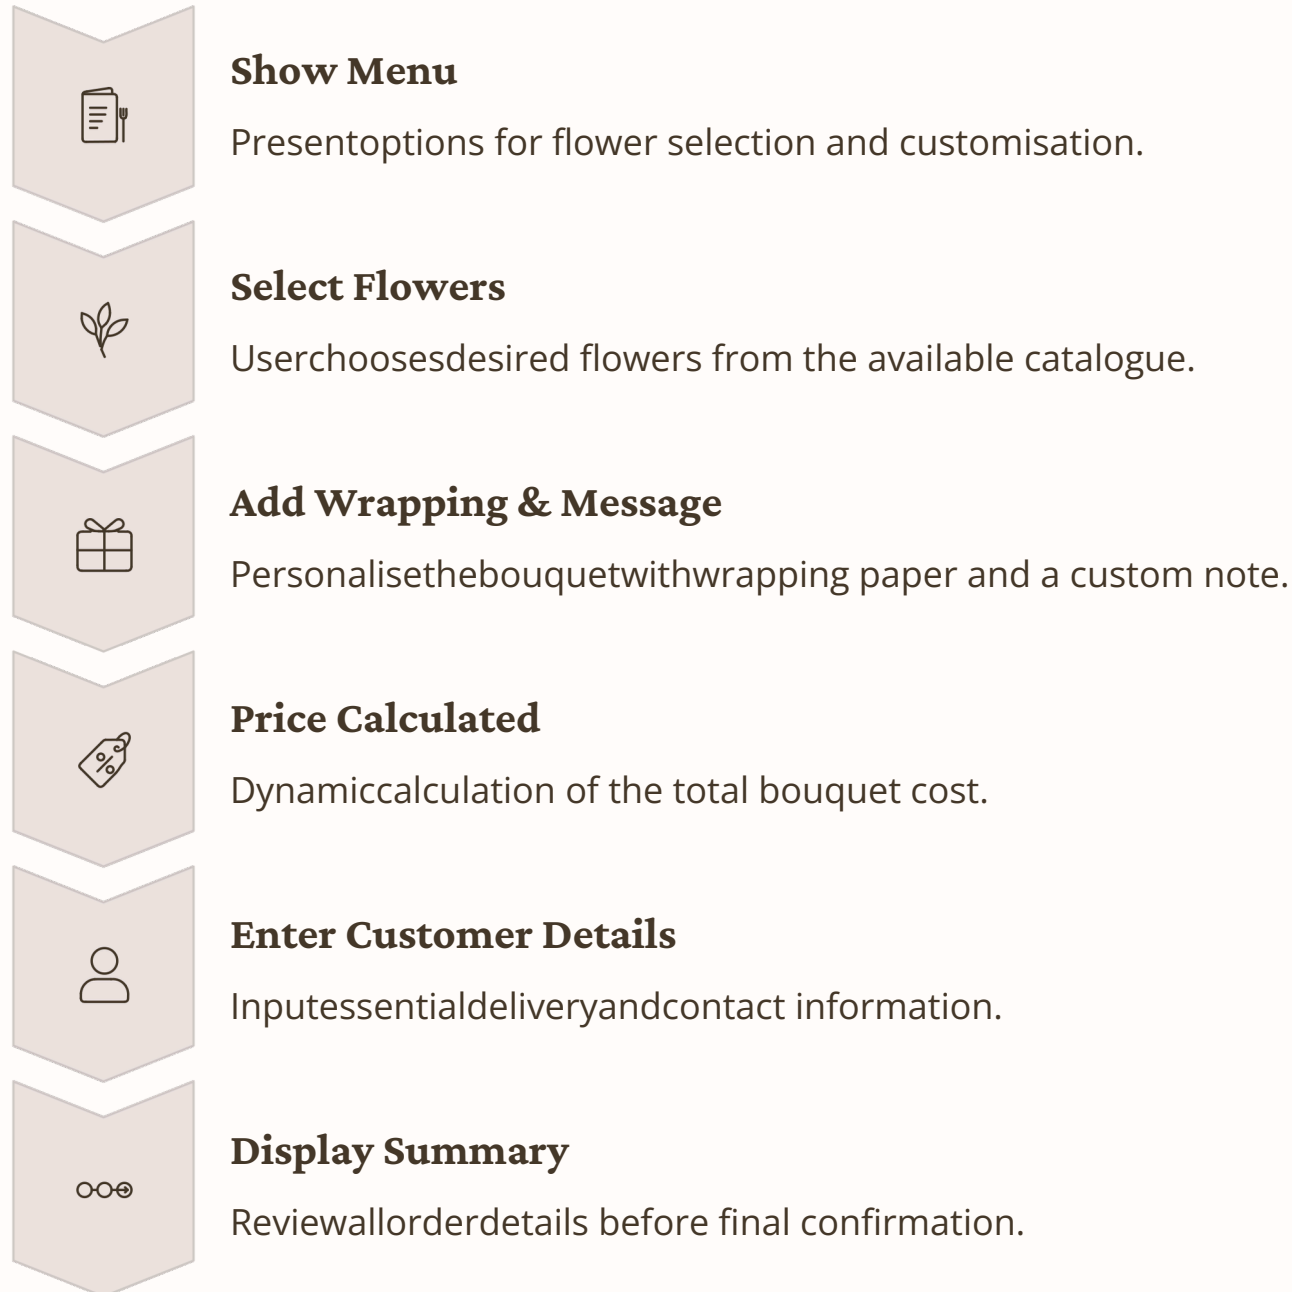 Show Menu
Presentoptions for flower selection and customisation.
Select Flowers
Userchoosesdesired flowers from the available catalogue.
Add Wrapping & Message
Personalisethebouquetwithwrapping paper and a custom note.
Price Calculated
Dynamiccalculation of the total bouquet cost.
Enter Customer Details
Inputessentialdeliveryandcontact information.
Display Summary
Reviewallorderdetails before final confirmation.